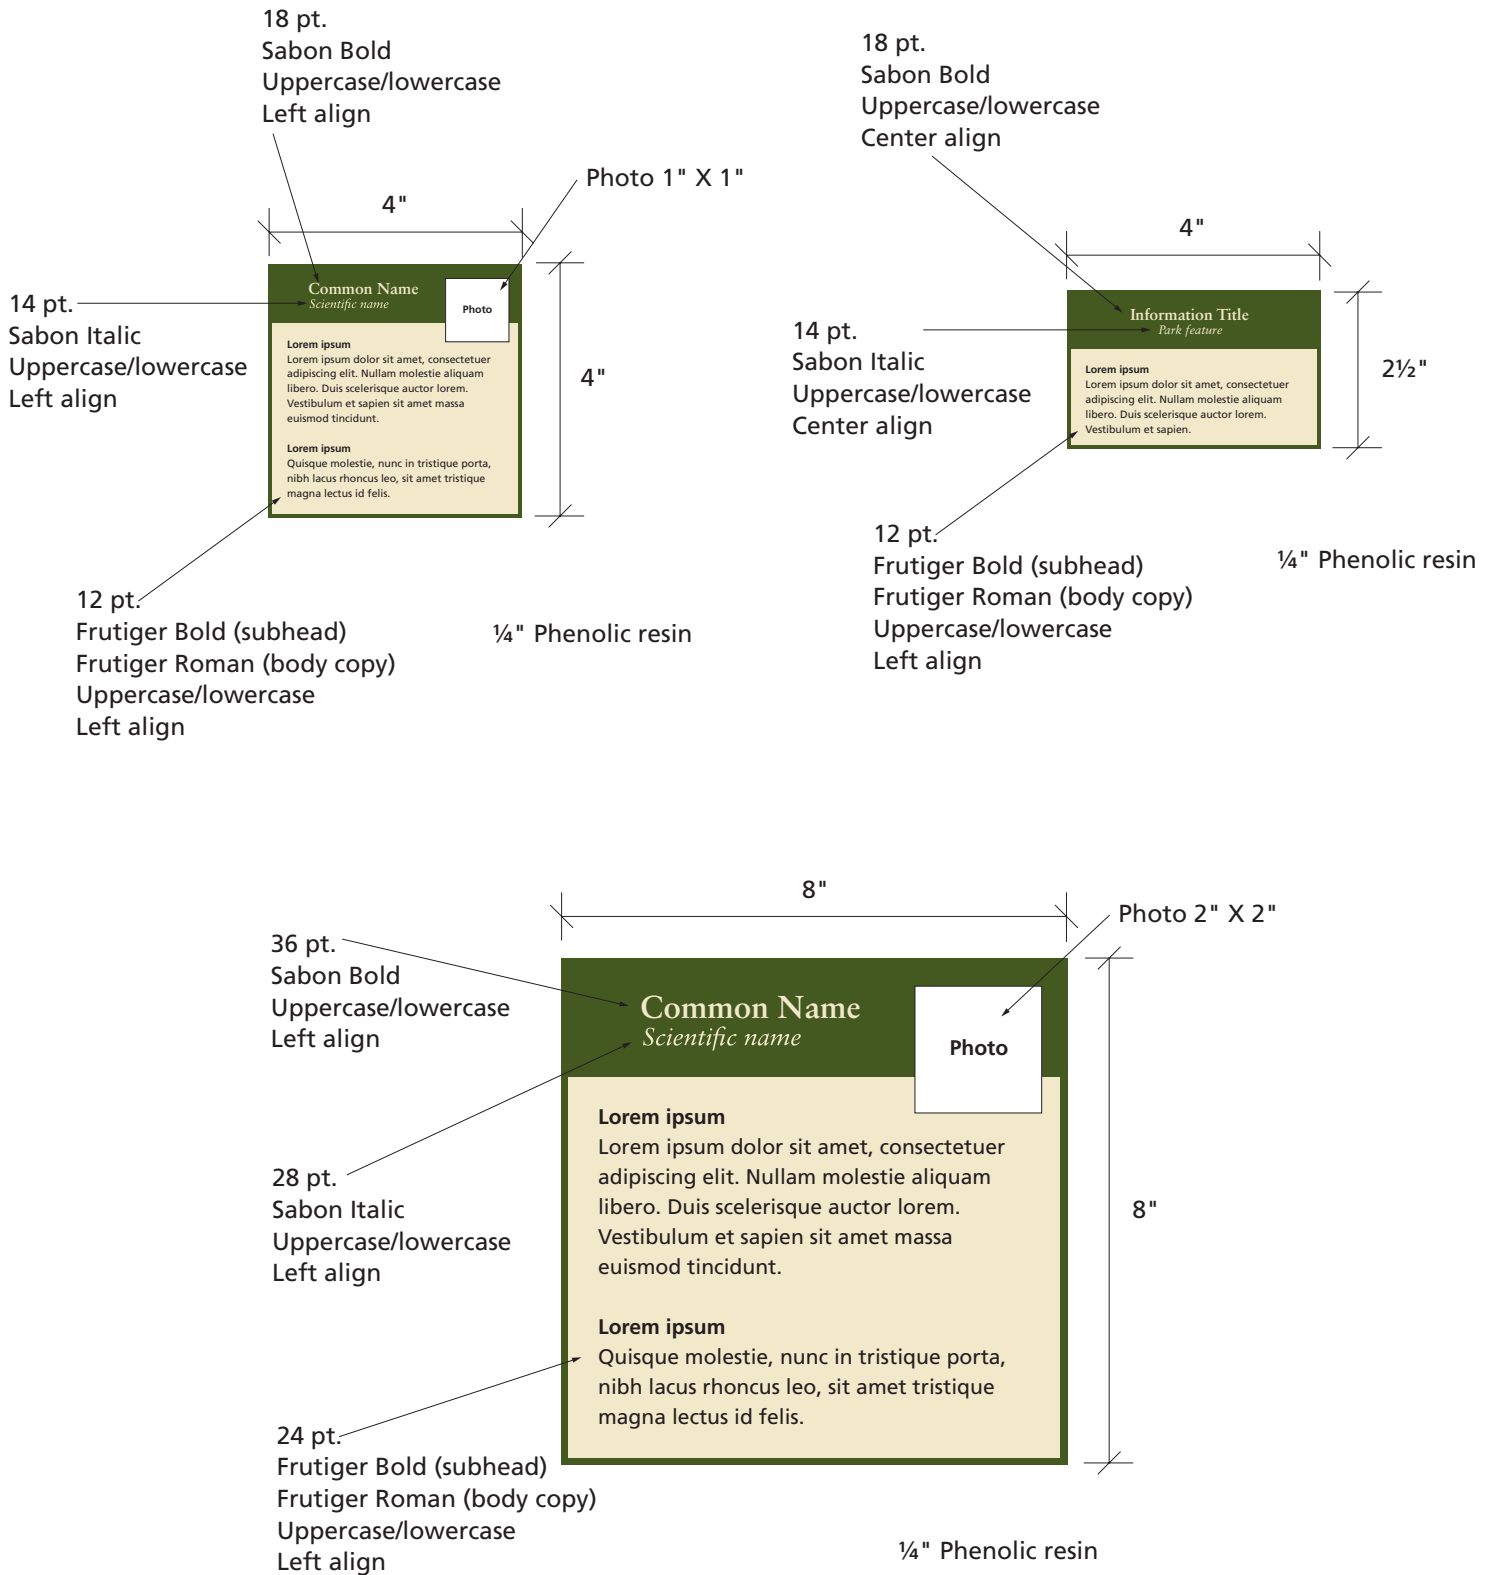 18 pt.
Sabon Bold
Uppercase/lowercase
Left align
Photo 1" X 1"
4"
14 pt.
Sabon Italic
Uppercase/lowercase
Left align
Common Name
Scientific name
Photo
Lorem ipsum
Lorem ipsum dolor sit amet, consectetuer
adipiscing elit. Nullam molestie aliquam
libero. Duis scelerisque auctor lorem.
Vestibulum et sapien sit amet massa
euismod tincidunt.
Lorem ipsum
Quisque molestie, nunc in tristique porta,
nibh lacus rhoncus leo, sit amet tristique
magna lectus id felis.
4"
12 pt.
Frutiger Bold (subhead)
Frutiger Roman (body copy)
Uppercase/lowercase
Left align
¼" Phenolic resin
18 pt.
Sabon Bold
Uppercase/lowercase
Center align
4"
14 pt.
Sabon Italic
Uppercase/lowercase
Center align
Information Title
Park feature
Lorem ipsum
Lorem ipsum dolor sit amet, consectetuer
adipiscing elit. Nullam molestie aliquam
libero. Duis scelerisque auctor lorem.
Vestibulum et sapien.
2½"
12 pt.
Frutiger Bold (subhead)
Frutiger Roman (body copy)
Uppercase/lowercase
Left align
¼" Phenolic resin
8"
Photo 2" X 2"
36 pt.
Sabon Bold
Uppercase/lowercase
Left align
Common Name
Scientific name
Photo
28 pt.
Sabon Italic
Uppercase/lowercase
Left align
Lorem ipsum
Lorem ipsum dolor sit amet, consectetuer
adipiscing elit. Nullam molestie aliquam
libero. Duis scelerisque auctor lorem.
Vestibulum et sapien sit amet massa
euismod tincidunt.
Lorem ipsum
Quisque molestie, nunc in tristique porta,
nibh lacus rhoncus leo, sit amet tristique
magna lectus id felis.
8"
24 pt.
Frutiger Bold (subhead)
Frutiger Roman (body copy)
Uppercase/lowercase
Left align
¼" Phenolic resin